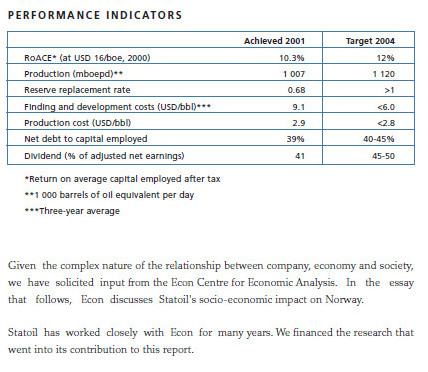 PERFORMANCE INDICATORS
Achieved 2001 Target 2004
RoACE* (at USD 16/boe, 2000) 10.3% 12%
Production (mboepd)** 1 007 1 120
Reserve replacement rate 0.68 >1
Finding and development costs (USD/bbl)*** 9.1 <6.0
Production cost (USD/bbl) 2.9 <2.8
Net debt to capital employed 39% 40-45%
Dividend (% of adjusted net earnings) 41 45-50
*Return on average capital employed after tax
**1 000 barrels of oil equivalent per day
***Three-year average
Given the complex nature of the relationship between company, economy and society,
we have solicited input from the Econ Centre for Economic Analysis. In the essay
that follows, Econ discusses Statoil's socio-economic impact on Norway.
Statoil has worked closely with Econ for many years. We financed the research that
went into its contribution to this report.